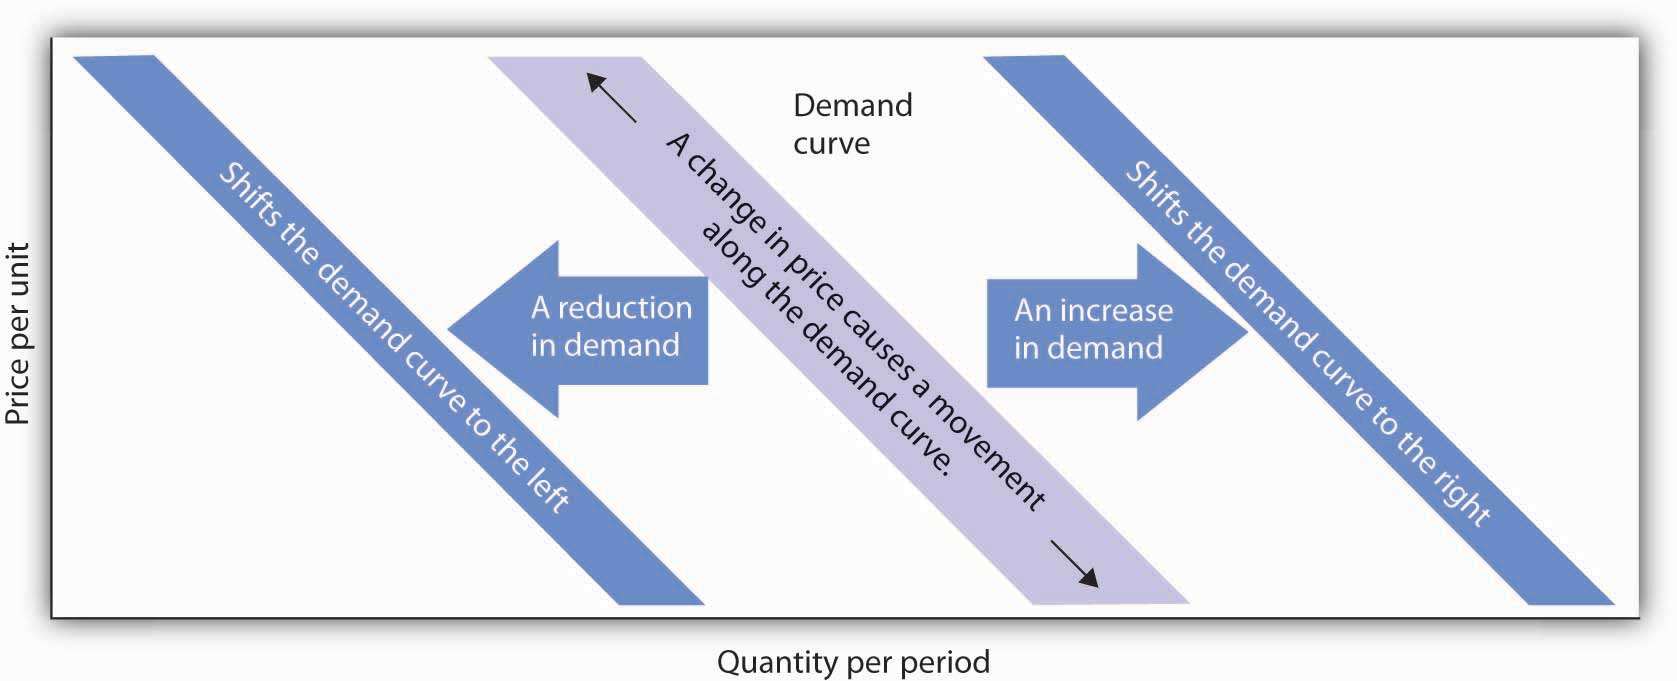 Demand
curve
Price per unit
Shifts the demand curve to the left
A reduction
in demand
A change in price causes a movement
along the demand curve.
An increase
in demand
Shifts the demand curve to the right
Quantity per period